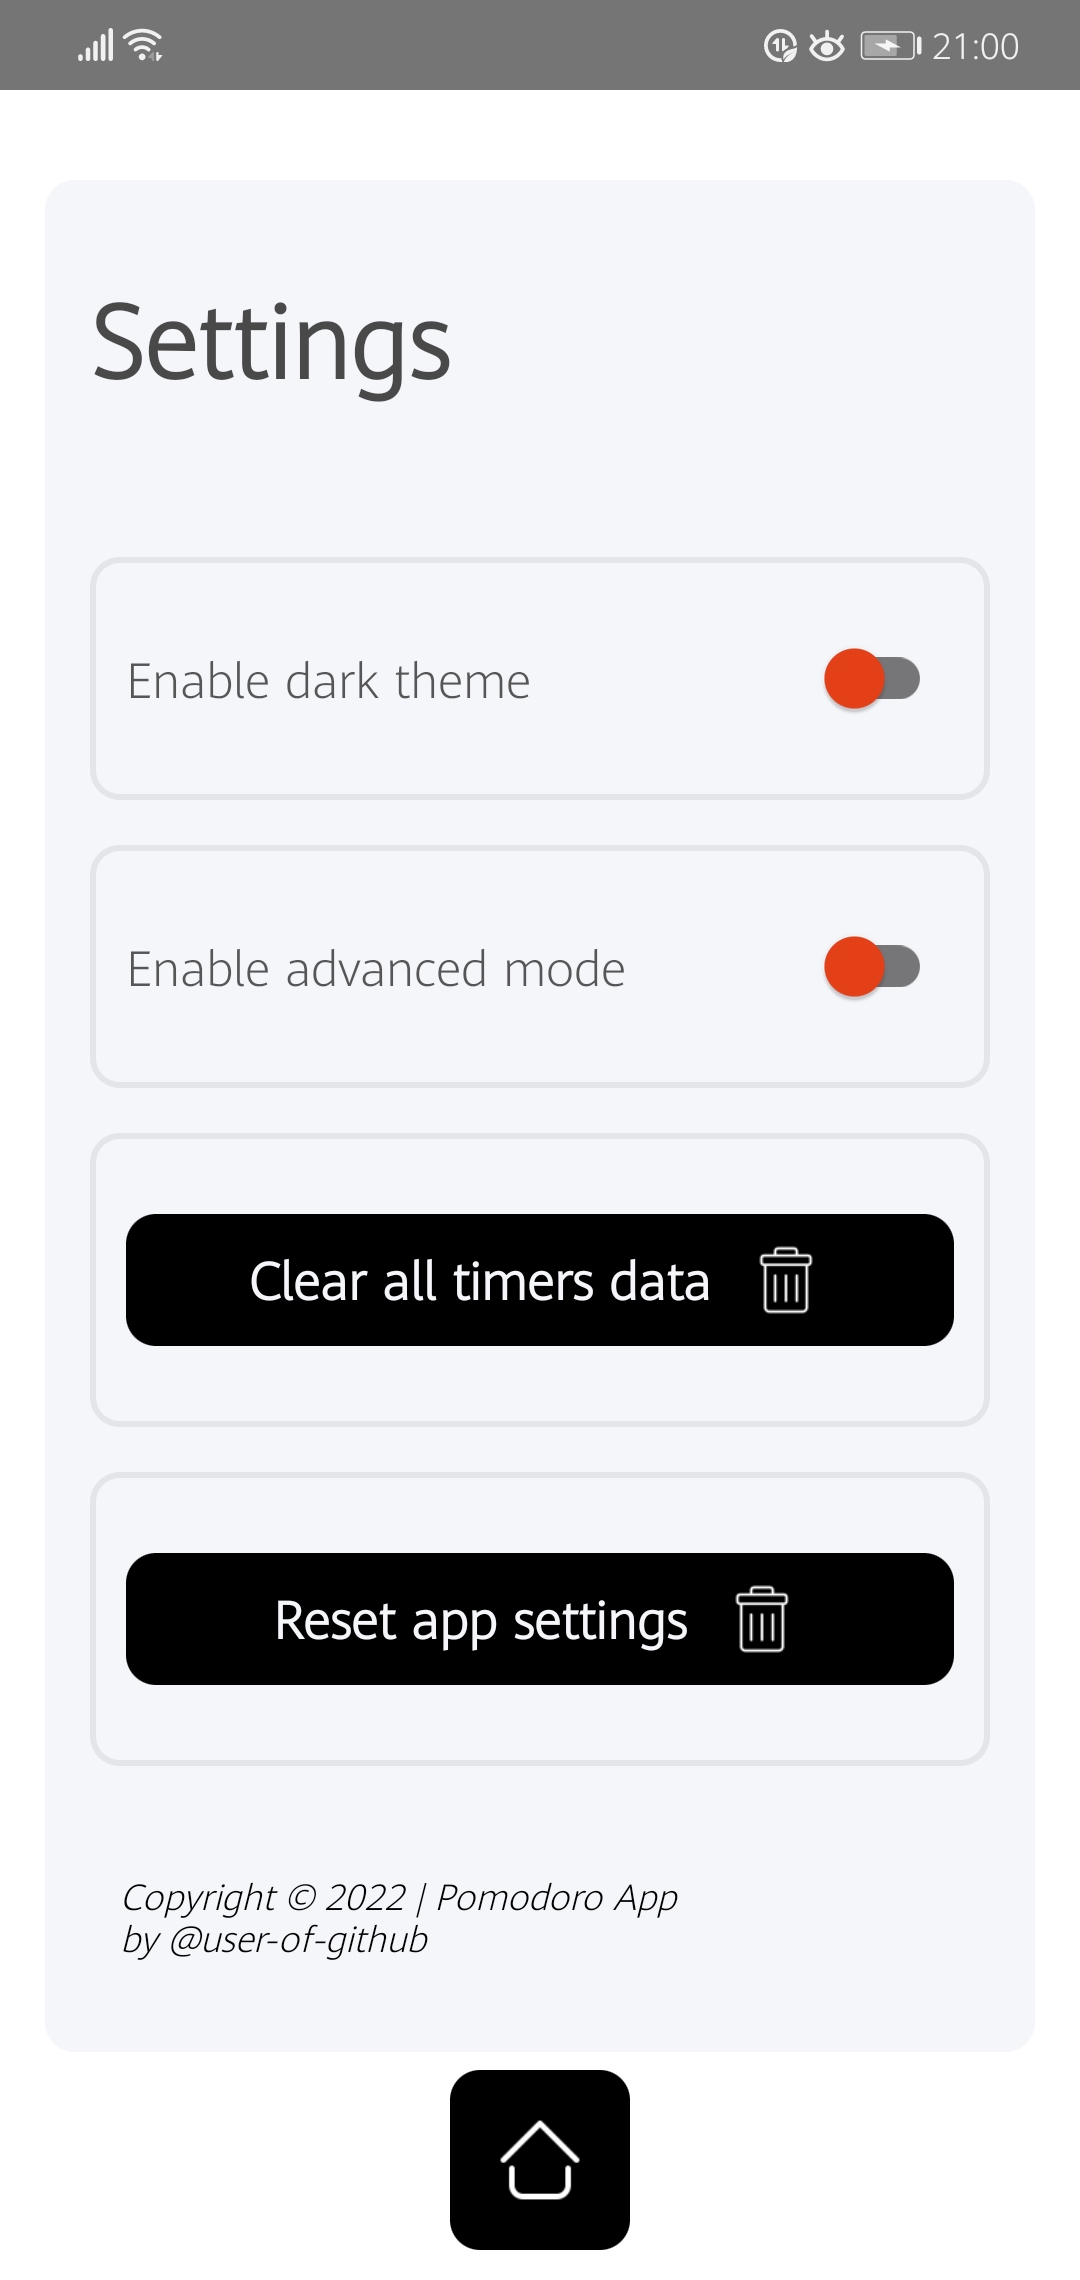 21:00
Settings
Enable dark theme
Enable advanced mode
Clear all timers data
Reset app settings
Copyright © 2022 | Pomodoro App
by @user-of-github